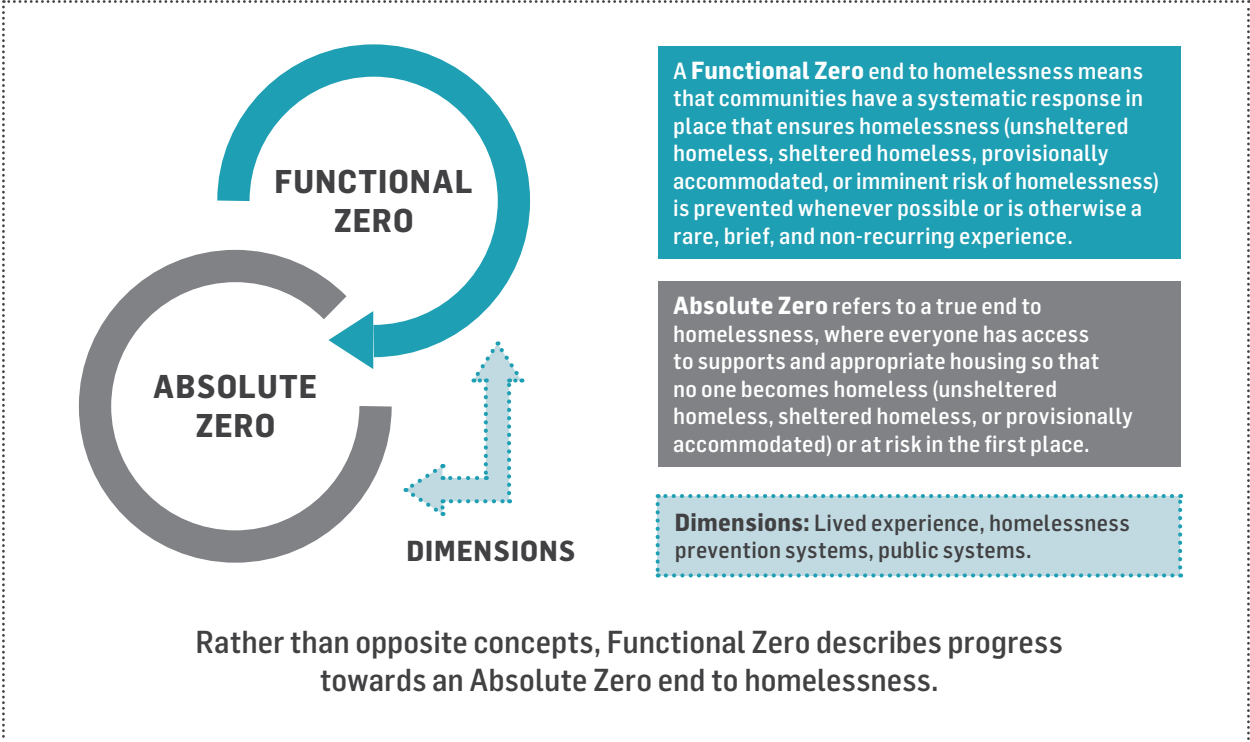 FUNCTIONAL
ZERO
ABSOLUTE
ZERO
DIMENSIONS
A Functional Zero end to homelessness means
that communities have a systematic response in
place that ensures homelessness (unsheltered
homeless, sheltered homeless, provisionally
accommodated, or imminent risk of homelessness)
is prevented whenever possible or is otherwise a
rare, brief, and non-recurring experience.
Absolute Zero refers to a true end to
homelessness, where everyone has access
to supports and appropriate housing so that
no one becomes homeless (unsheltered
homeless, sheltered homeless, or provisionally
accommodated) or at risk in the first place.
Dimensions: Lived experience, homelessness
prevention systems, public systems.
Rather than opposite concepts, Functional Zero describes progress
towards an Absolute Zero end to homelessness.